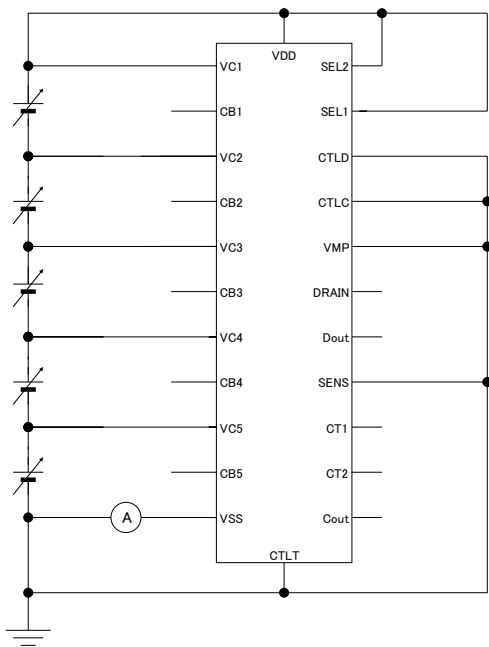 VDD
VC1 SEL2
CB1 SEL1
VC2 CTLD
CB2 CTLC
VC3 VMP
CB3 DRAIN
VC4 Dout
CB4 SENS
VC5 CT1
CB5 CT2
A VSS Cout
CTLT